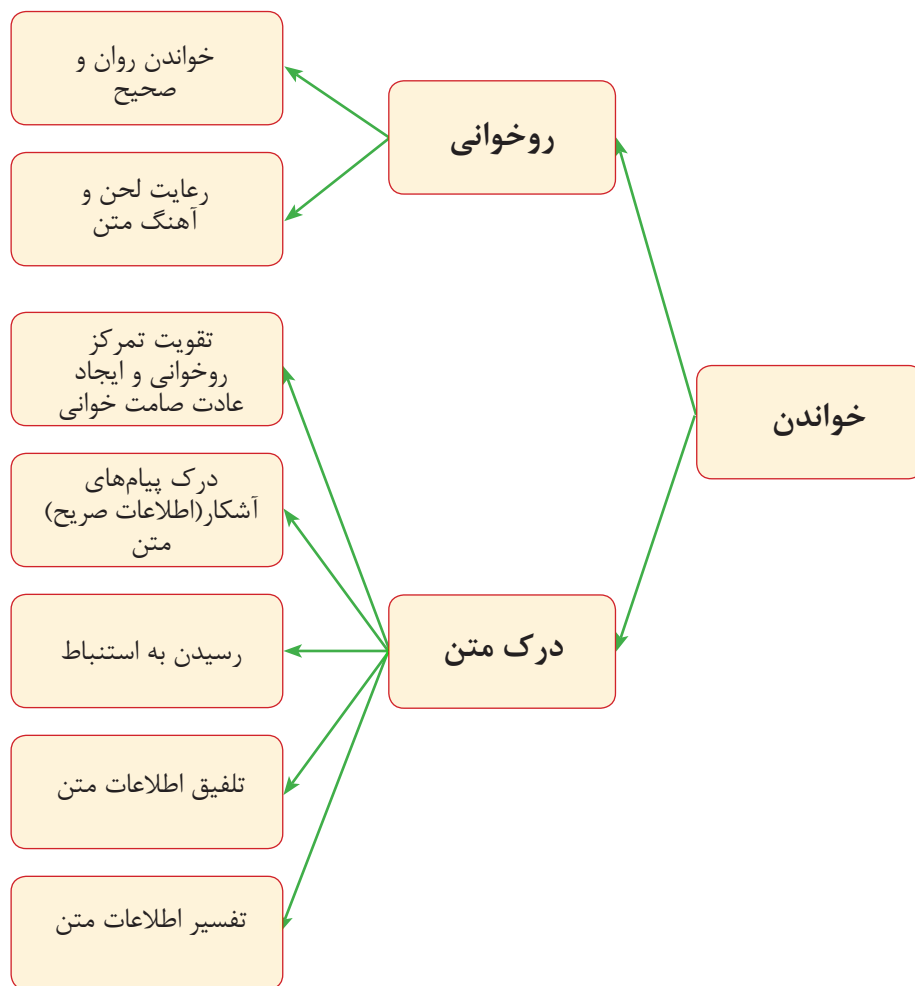 خواندن
روخوانی
خواندن روان و
صحیح
رعایت لحن و
آهنگ متن
درک متن
تقویت تمرکز
روخوانی و ایجاد
عادت صامت خوانی
درک پیام‌های
آشکار(اطلاعات صریح)
متن
رسیدن به استنباط
تلفیق اطلاعات متن
تفسیر اطلاعات متن